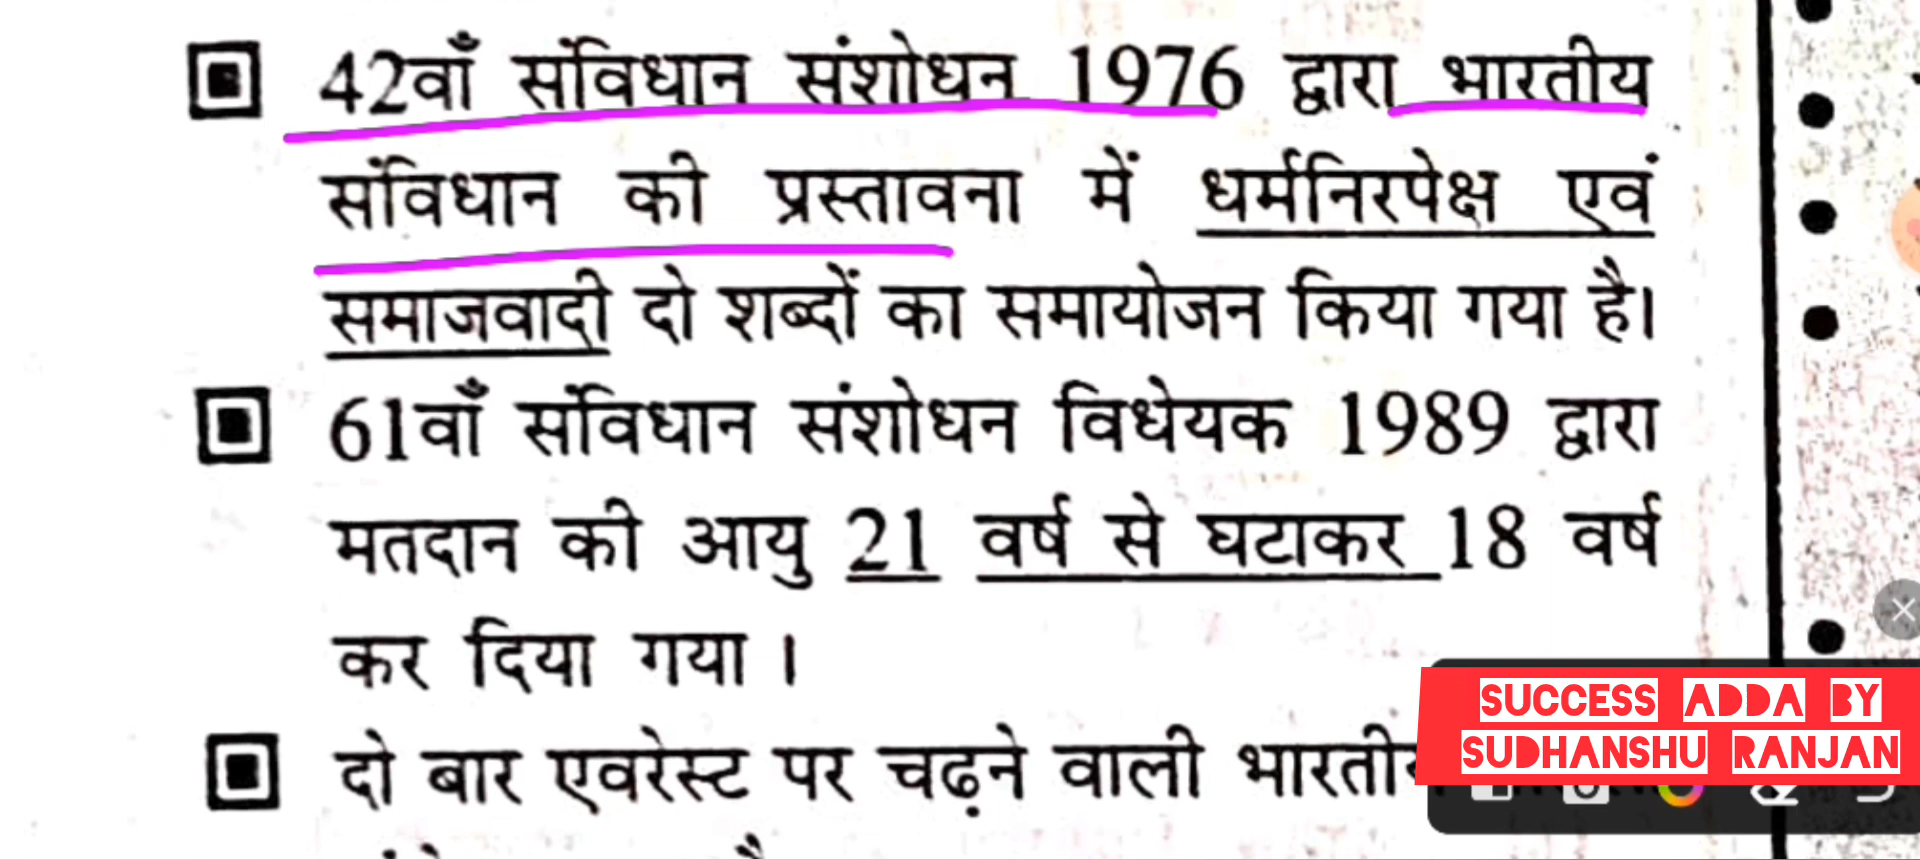 42वाँ संविधान संशोधन 1976 द्वारा भारतीय
संविधान की प्रस्तावना में धर्मनिरपेक्ष एवं
समाजवादी दो शब्दों का समायोजन किया गया है।
61वाँ संविधान संशोधन विधेयक 1989 द्वारा
मतदान की आयु 21 वर्ष से घटाकर 18 वर्ष
कर दिया गया ।
दो बार एवरेस्ट पर चढ़ने वाली
SUCCESS ADDA BY
SUDHANSHU RANJAN